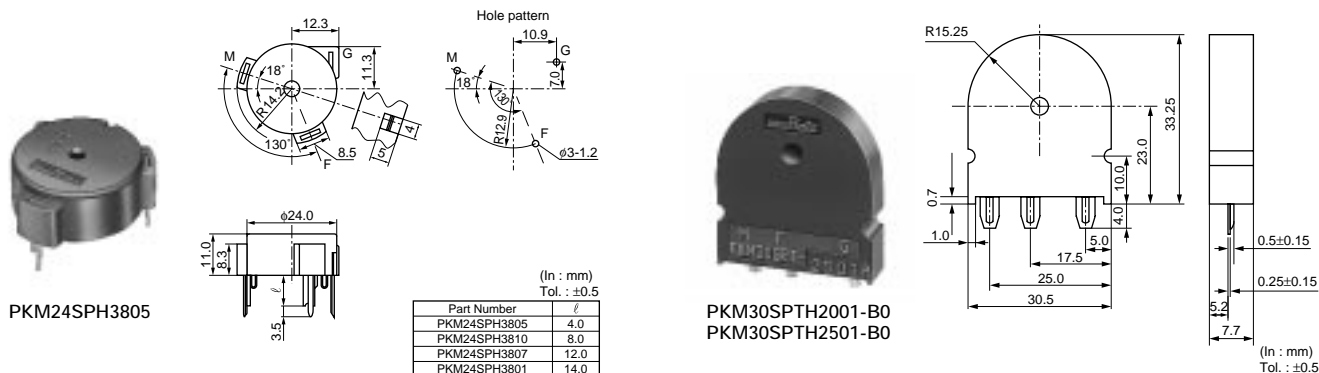 12.3
M
G
18°
11.3
R14.2
130°
F
8.5
5
4
Hole pattern
10.9
M
G
18°
7.0
130°
R12.9
F
φ3-1.2
φ24.0
11.0
8.3
ℓ
3.5
PKM24SPH3805
(In : mm)
Tol. : ±0.5
Part Number ℓ
PKM24SPH3805 4.0
PKM24SPH3810 8.0
PKM24SPH3807 12.0
PKM24SPH3801 14.0
muRata
M F G
PKM30SPTH2001-B0
PKM30SPTH2501-B0
R15.25
33.25
23.0
10.0
0.7
4.0
1.0
5.0
17.5
25.0
30.5
0.5±0.15
0.25±0.15
5.2
7.7
(In : mm)
Tol. : ±0.5